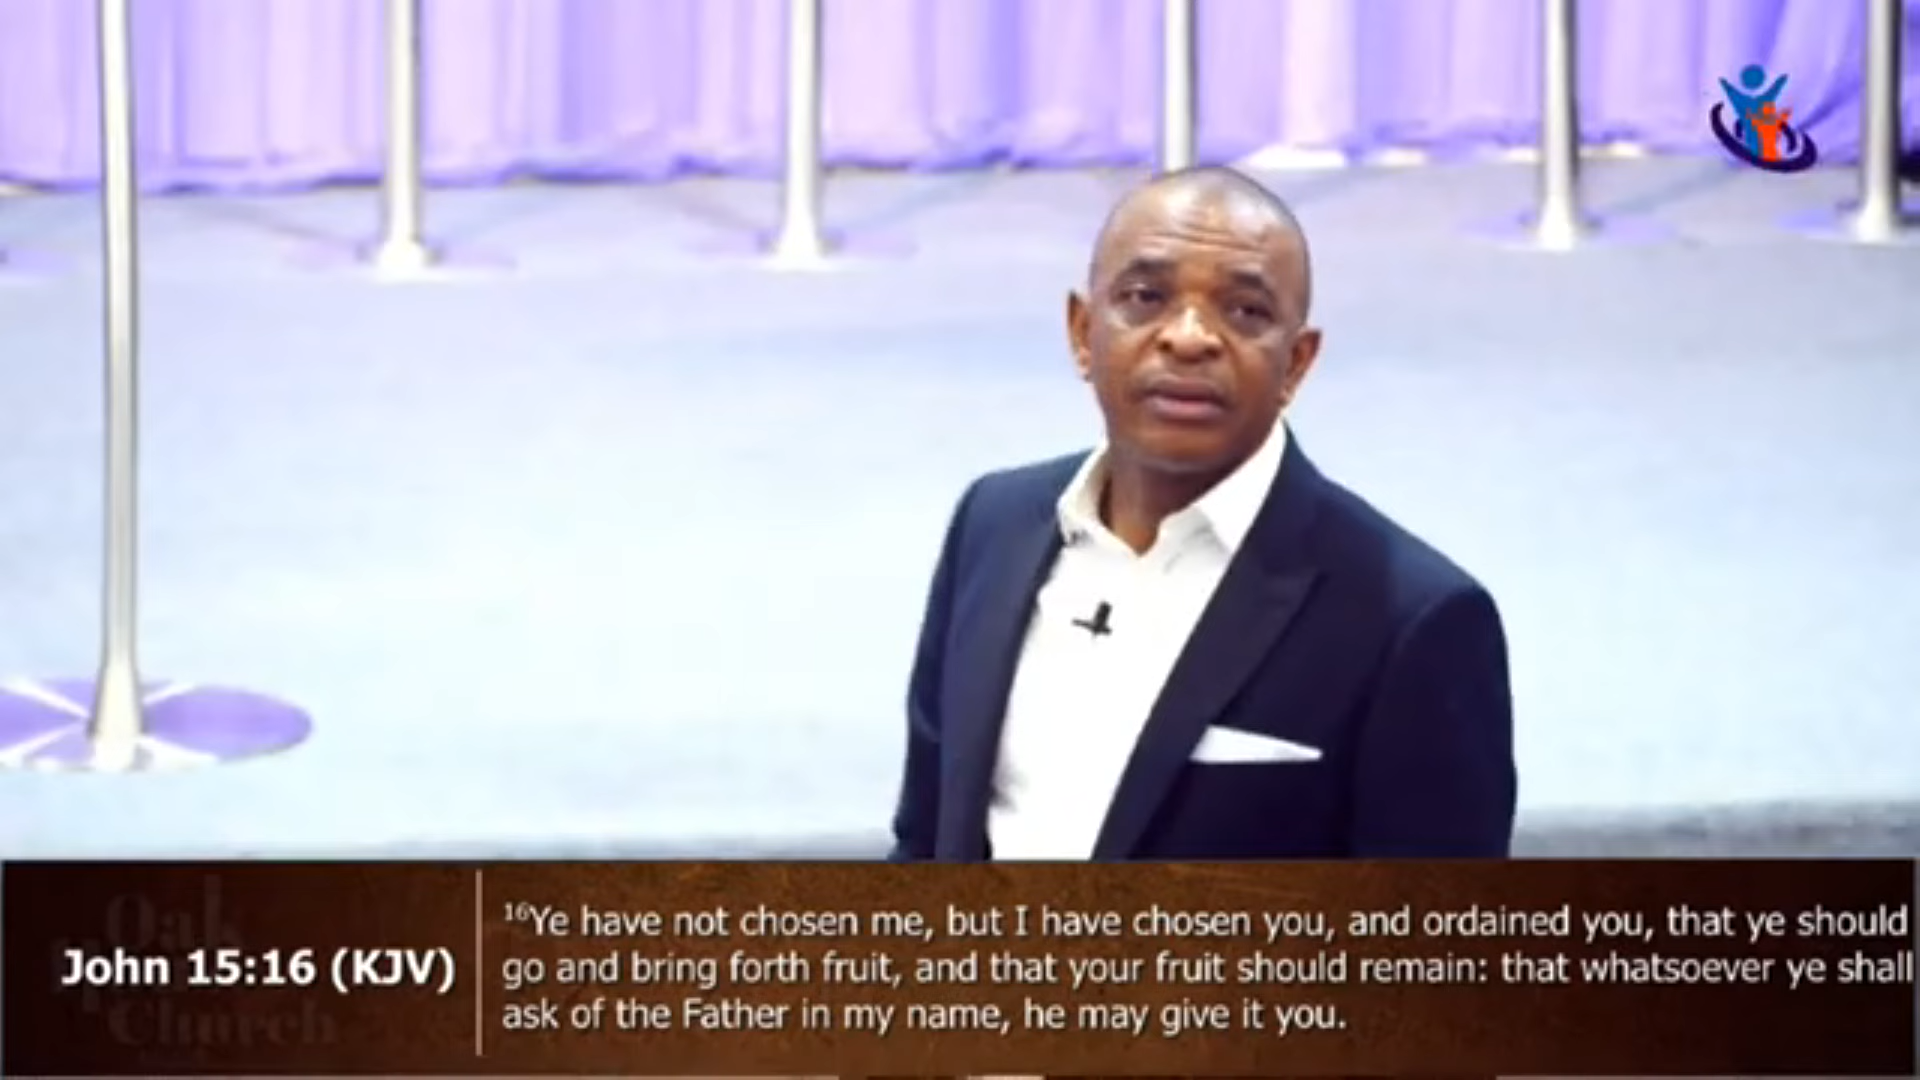 Oak
Church
John 15:16 (KJV)
16Ye have not chosen me, but I have chosen you, and ordained you, that ye should
go and bring forth fruit, and that your fruit should remain: that whatsoever ye shall
ask of the Father in my name, he may give it you.